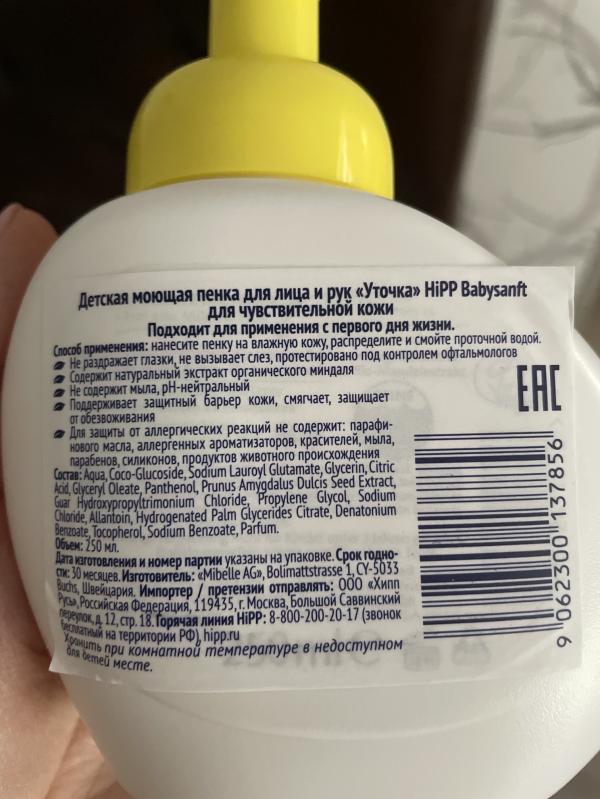 Детская моющая пенка для лица и рук «Уточка» HiPP Babysanft
для чувствительной кожи
Подходит для применения с первого дня жизни.
Способ применения: нанесите пенку на влажную кожу, распределите и смойте проточной водой.
Не раздражает глазки, не вызывает слез, протестировано под контролем офтальмологов
Содержит натуральный экстракт органического миндаля
Не содержит мыла, pH-нейтральный
Поддерживает защитный барьер кожи, смягчает, защищает
от обезвоживания
Для защиты от аллергических реакций не содержит: парафи-
нового масла, аллергенных ароматизаторов, красителей, мыла,
парабенов, силиконов, продуктов животного происхождения
Состав: Aqua, Coco-Glucoside, Sodium Lauroyl Glutamate, Glycerin, Citric
Acid, Glyceryl Oleate, Panthenol, Prunus Amygdalus Dulcis Seed Extract,
Guar Hydroxypropyltrimonium Chloride, Propylene Glycol, Sodium
Chloride, Allantoin, Hydrogenated Palm Glycerides Citrate, Denatonium
Benzoate, Tocopherol, Sodium Benzoate, Parfum.
Объем: 250 мл.
Дата изготовления и номер партии указаны на упаковке. Срок годно-
сти: 30 месяцев. Изготовитель: «Mibelle AG», Bolimattstrasse 1, CY-5033
Buchs, Швейцария. Импортер / претензии отправлять: ООО «Хипп
Русь», Российская Федерация, 119435, г. Москва, Большой Саввинский
переулок, д. 12, стр. 18. Горячая линия HiPP: 8-800-200-20-17 (звонок
бесплатный на территории РФ), hipp.ru
Хранить при комнатной температуре в недоступном
для детей месте.
EAC
9 062300 137856
250 ml e